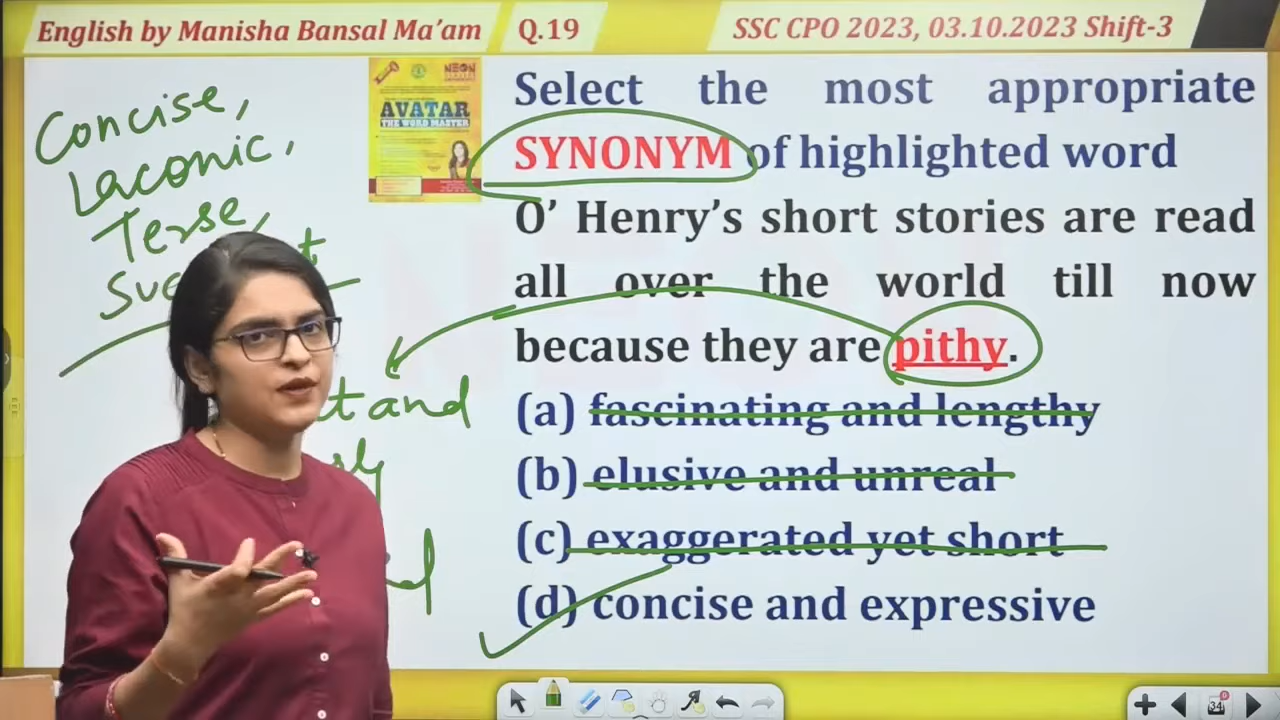 English by Manisha Bansal Ma'am
Q.19
SSC CPO 2023, 03.10.2023 Shift-3
Concise,
Laconic,
Terse,
NEON
AVATAR
THE WORD MASTER
Select the most appropriate
SYNONYM of highlighted word
O' Henry's short stories are read
all over the world till now
because they are pithy.
and
(a) fascinating and lengthy
(b) elusive and unreal
(c) exaggerated yet short
(d) concise and expressive
34